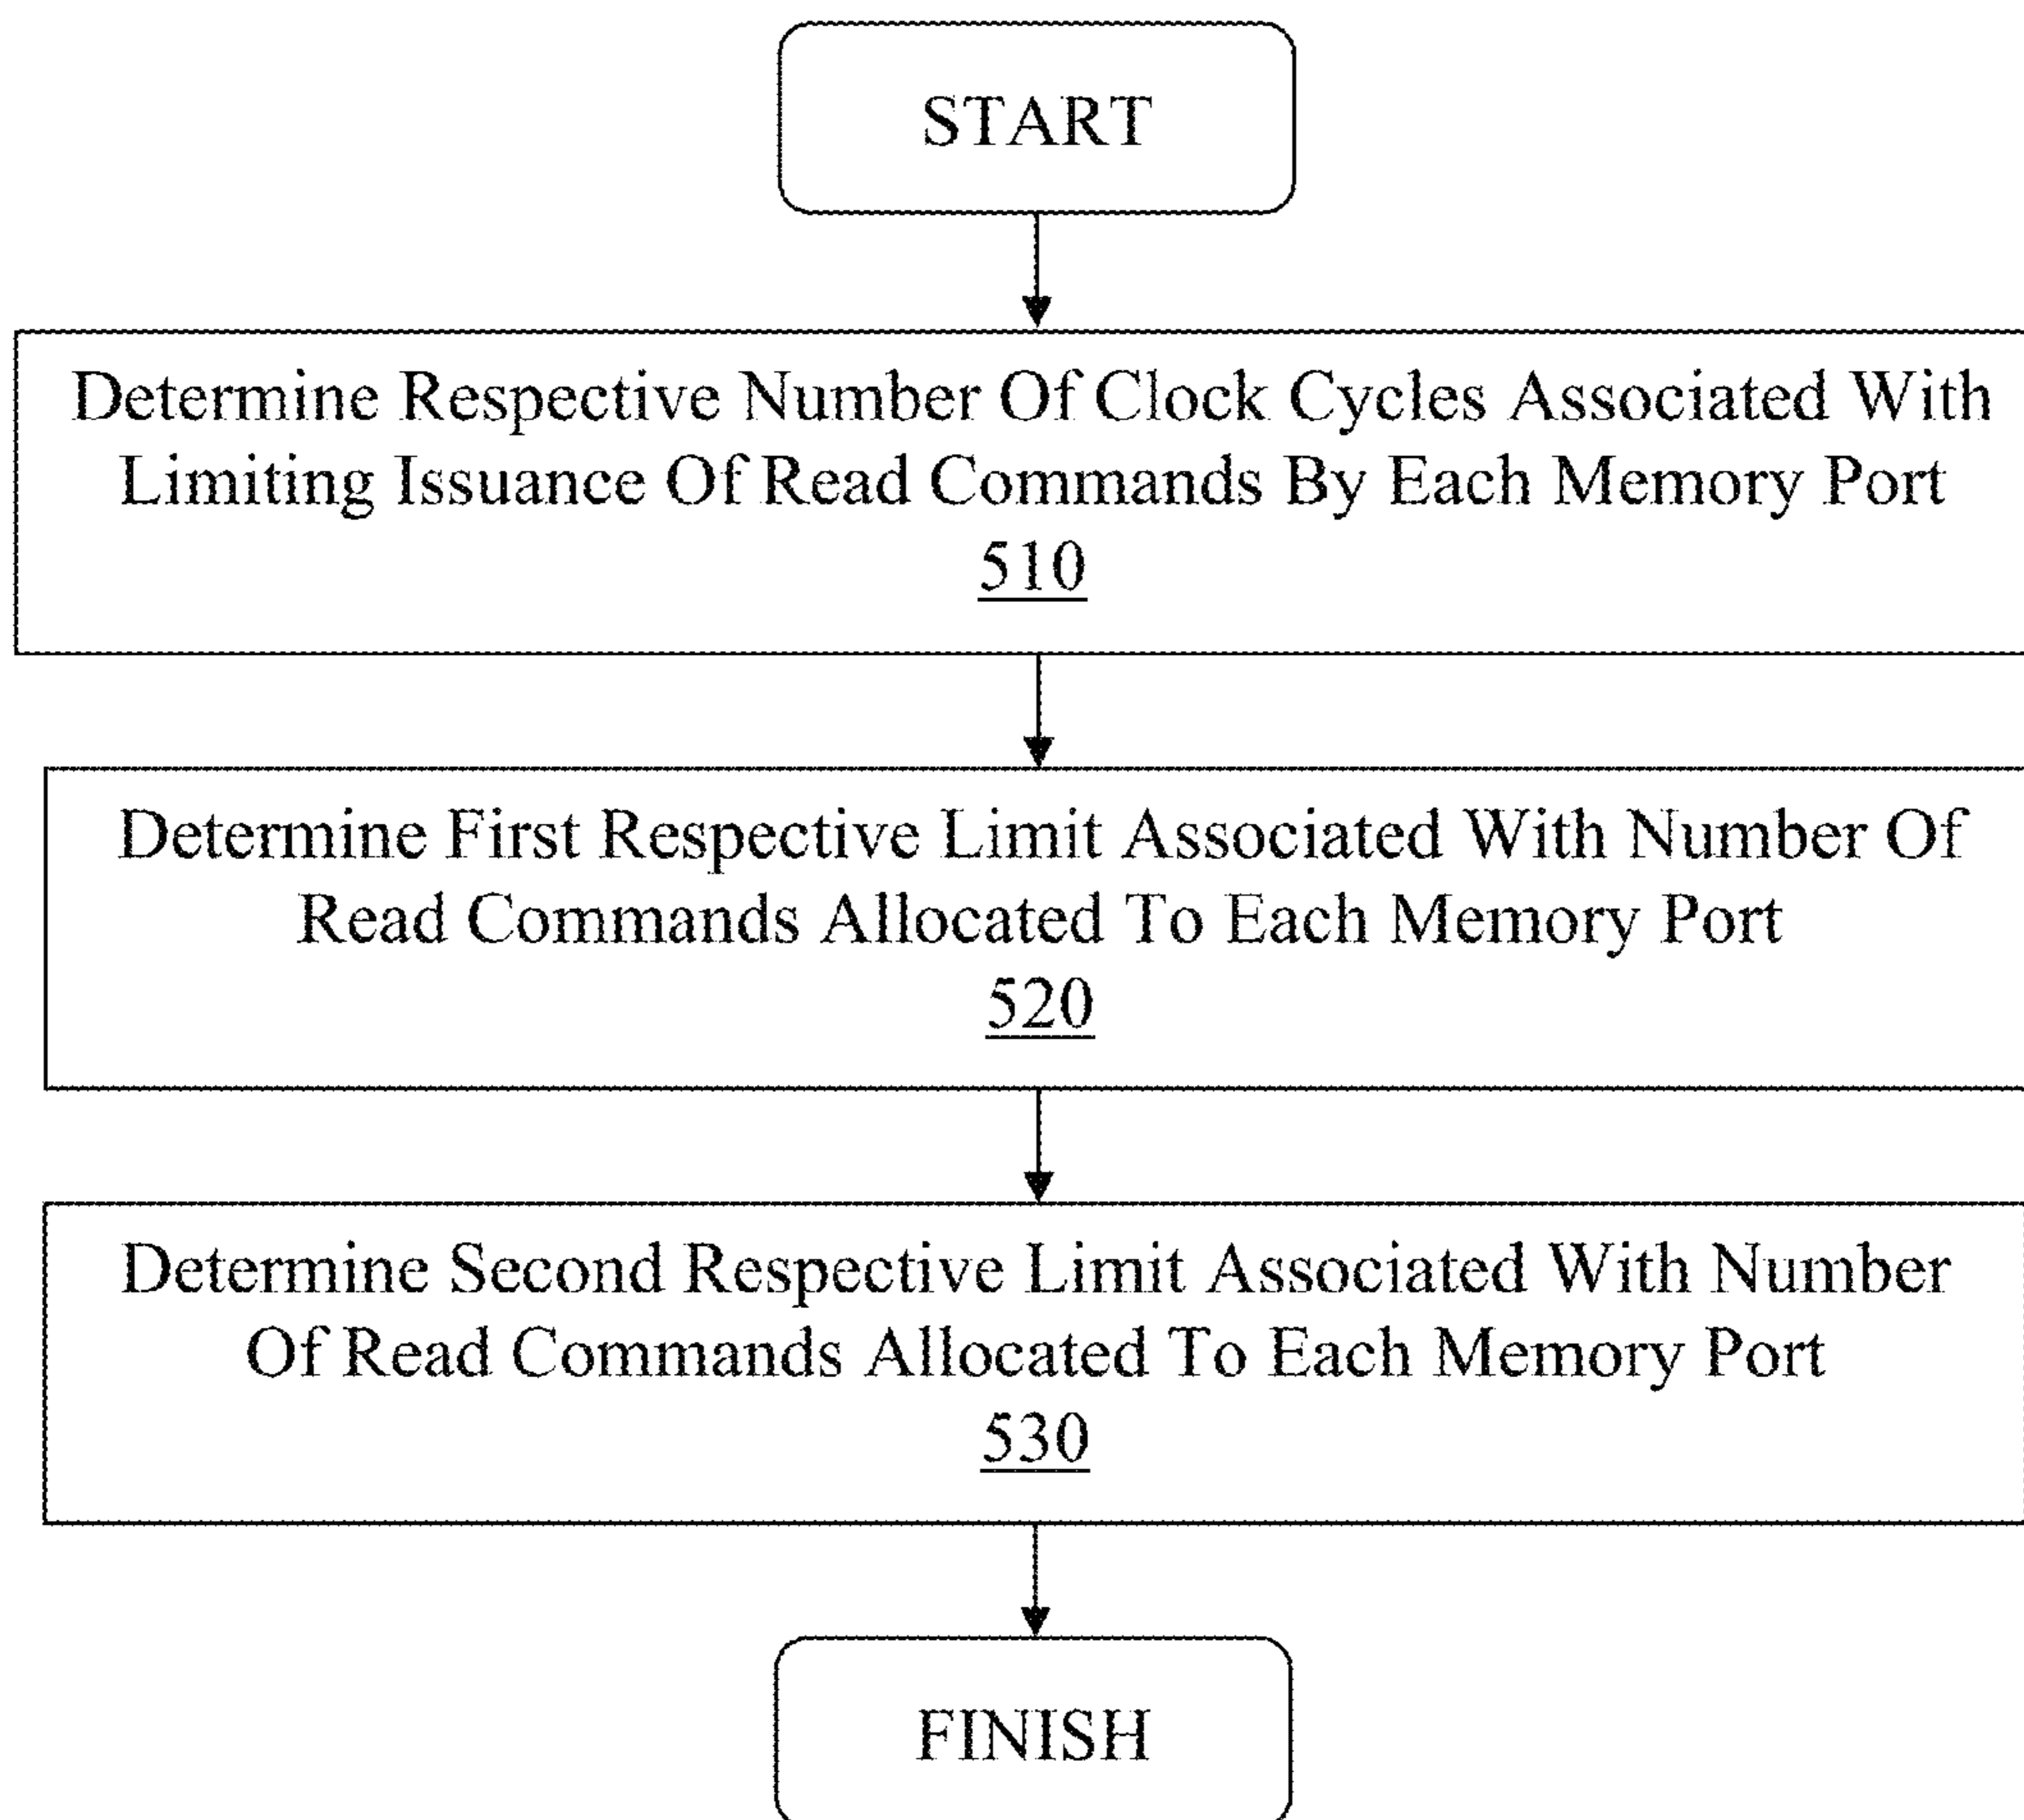 START
Determine Respective Number Of Clock Cycles Associated With
Limiting Issuance Of Read Commands By Each Memory Port
510
Determine First Respective Limit Associated With Number Of
Read Commands Allocated To Each Memory Port
520
Determine Second Respective Limit Associated With Number
Of Read Commands Allocated To Each Memory Port
530
FINISH